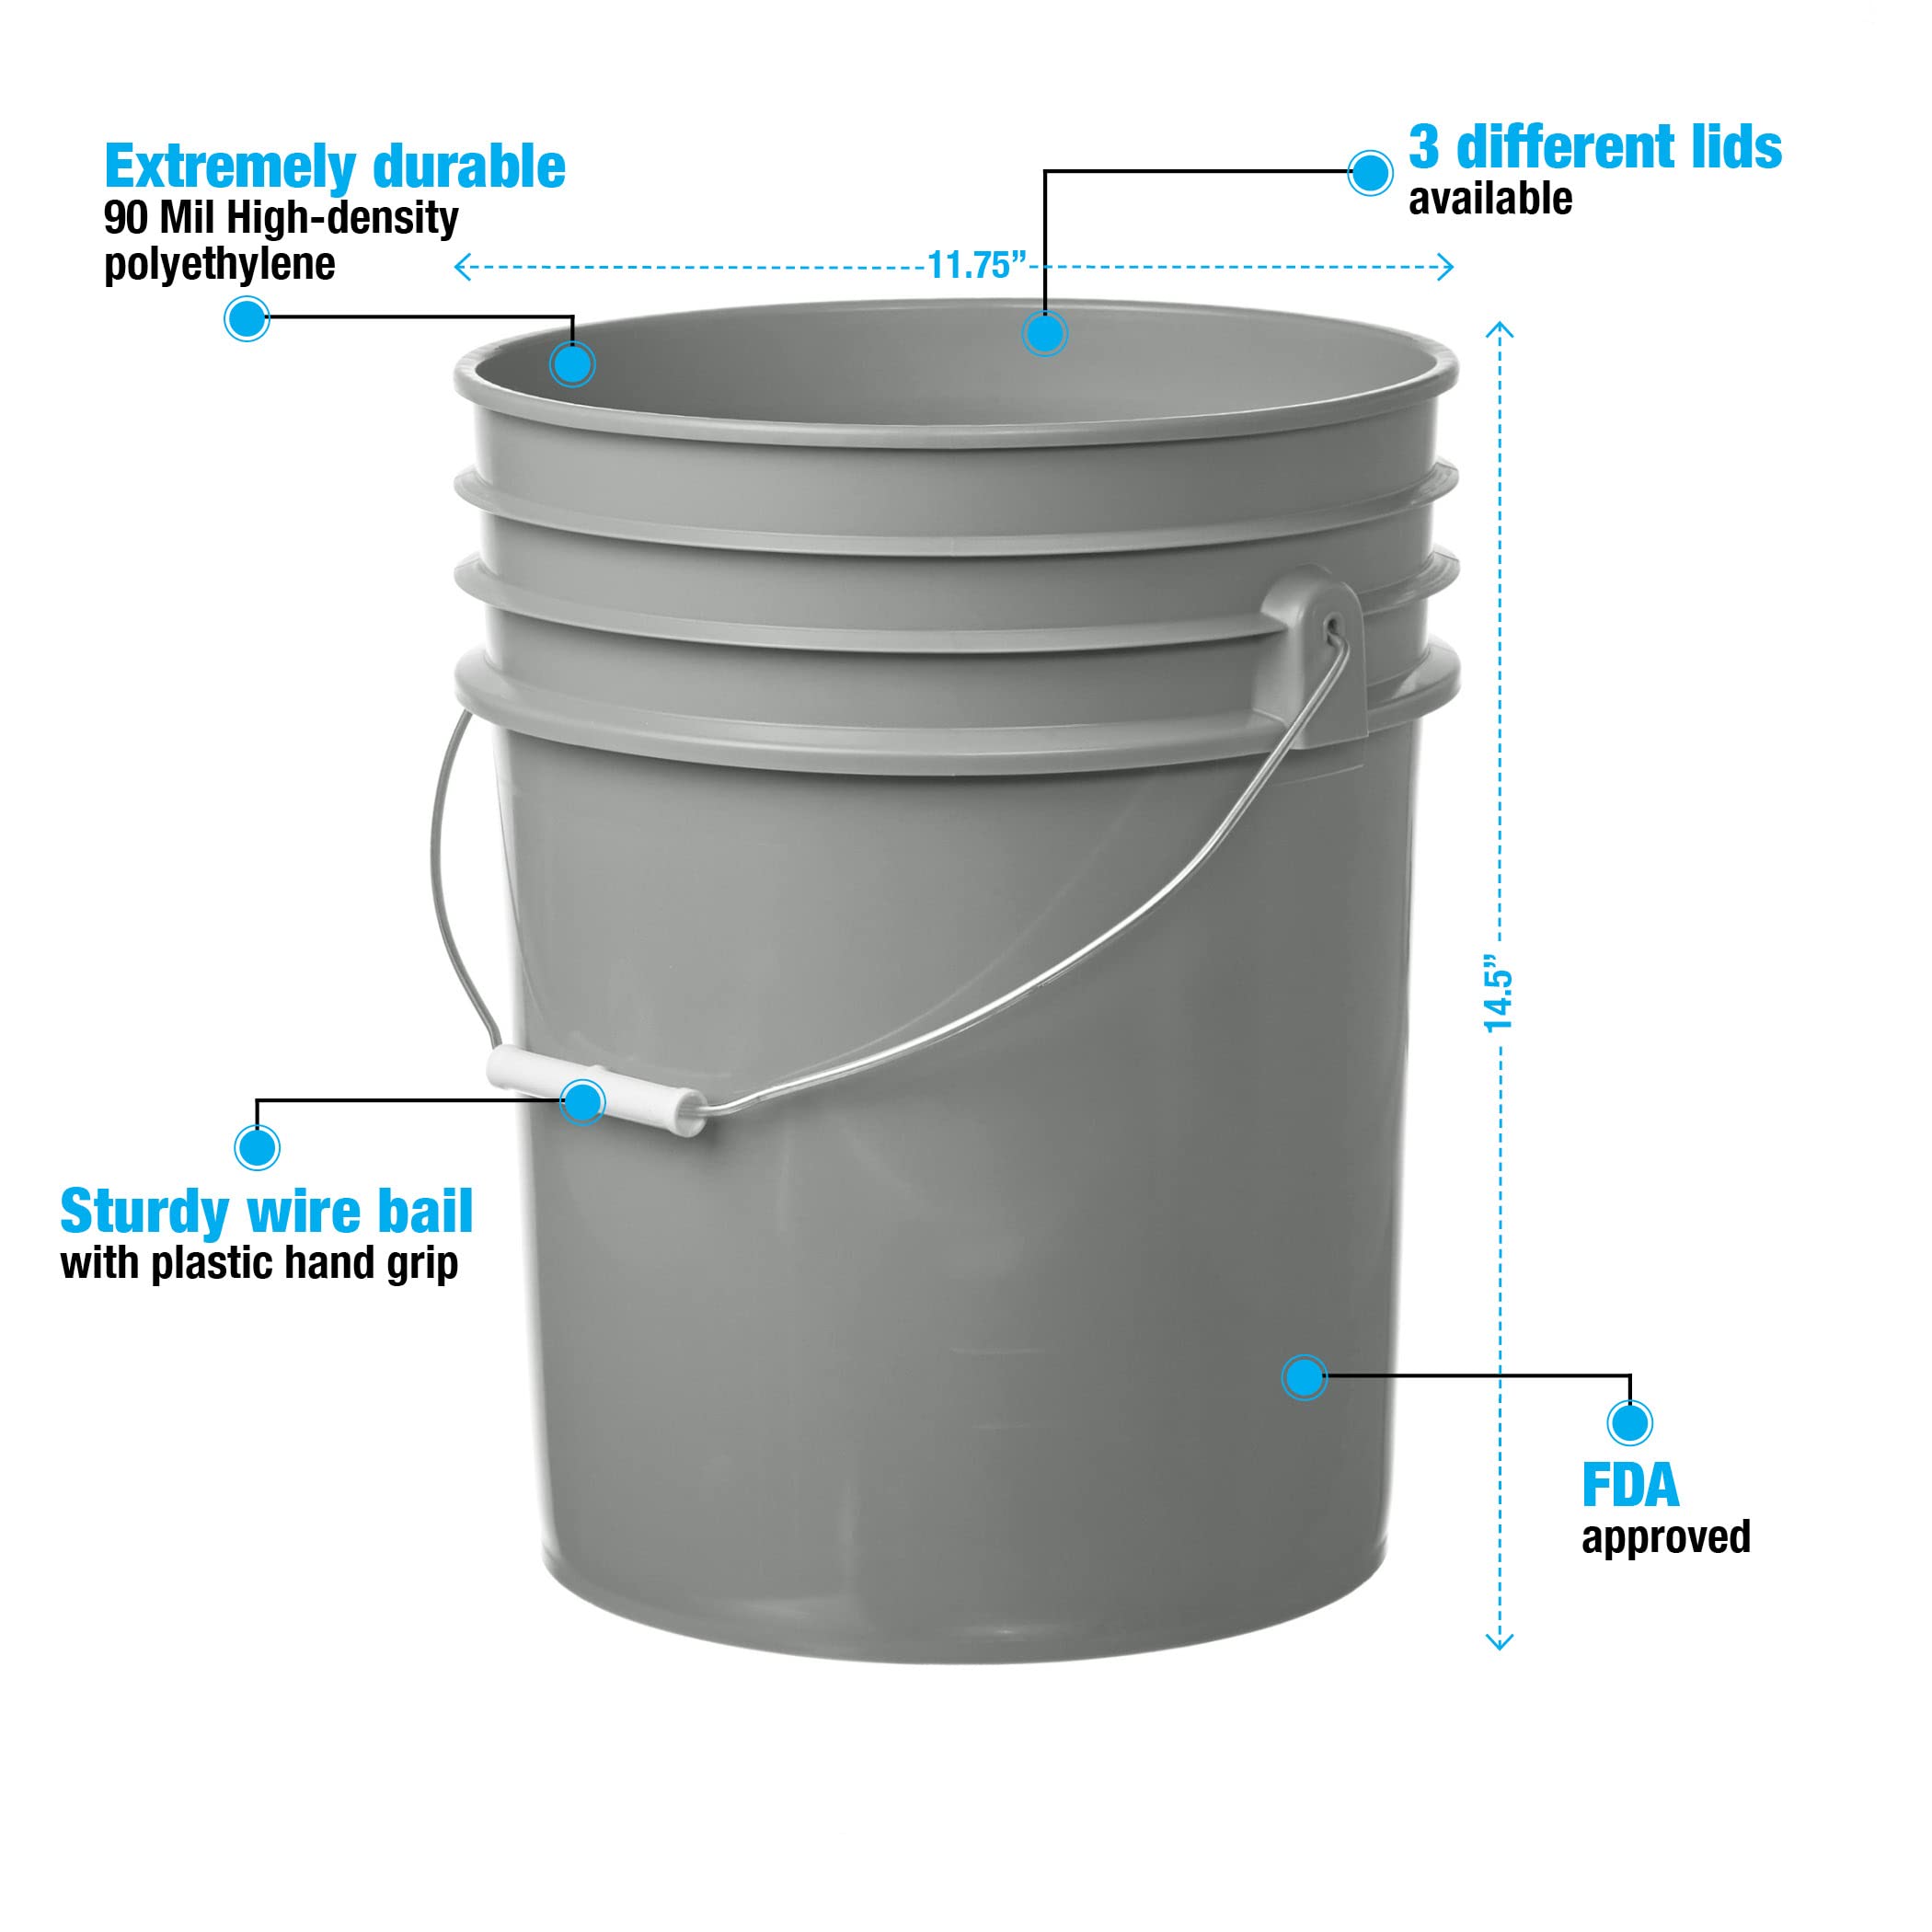 Extremely durable
90 Mil High-density
polyethylene
3 different lids
available
11.75”
14.5”
Sturdy wire bail
with plastic hand grip
FDA
approved